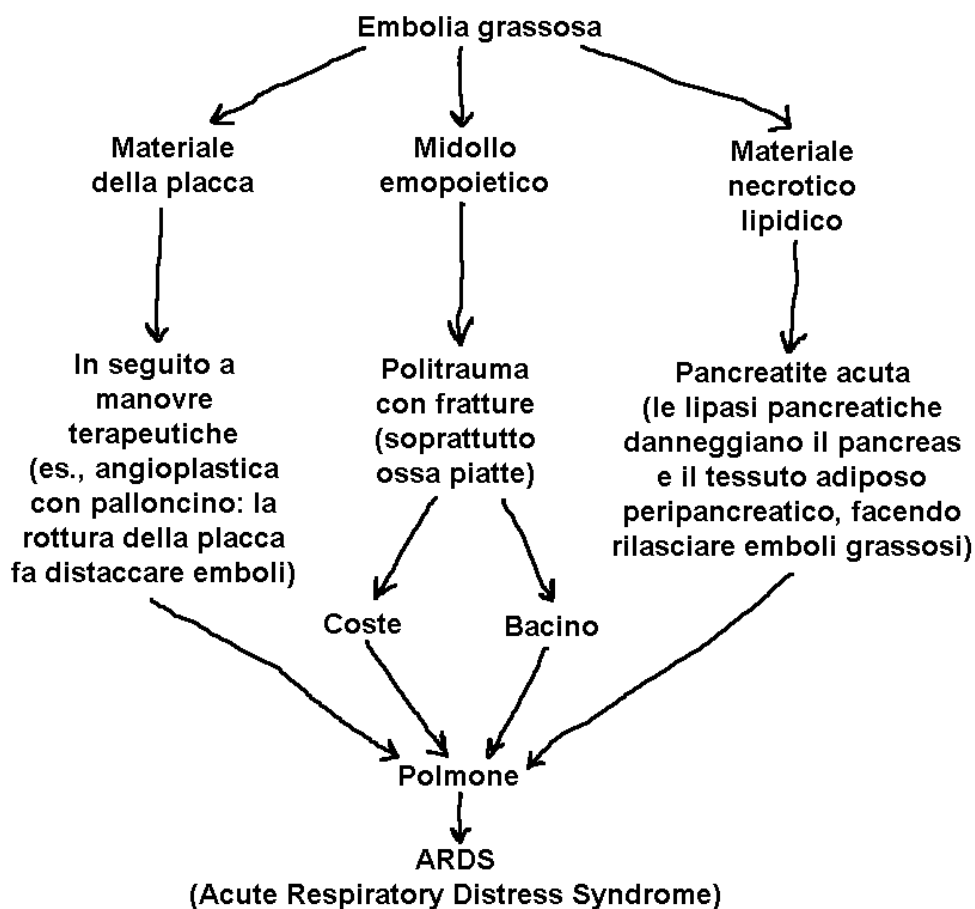 Embolia grassosa
Materiale
della placca
Midollo
emopoietico
Materiale
necrotico
lipidico
In seguito a
manovre
terapeutiche
(es., angioplastica
con palloncino: la
rottura della placca
fa distaccare emboli)
Politrauma
con fratture
(soprattutto
ossa piatte)
Pancreatite acuta
(le lipasi pancreatiche
danneggiano il pancreas
e il tessuto adiposo
peripancreatico, facendo
rilasciare emboli grassosi)
Coste
Bacino
Polmone
ARDS
(Acute Respiratory Distress Syndrome)